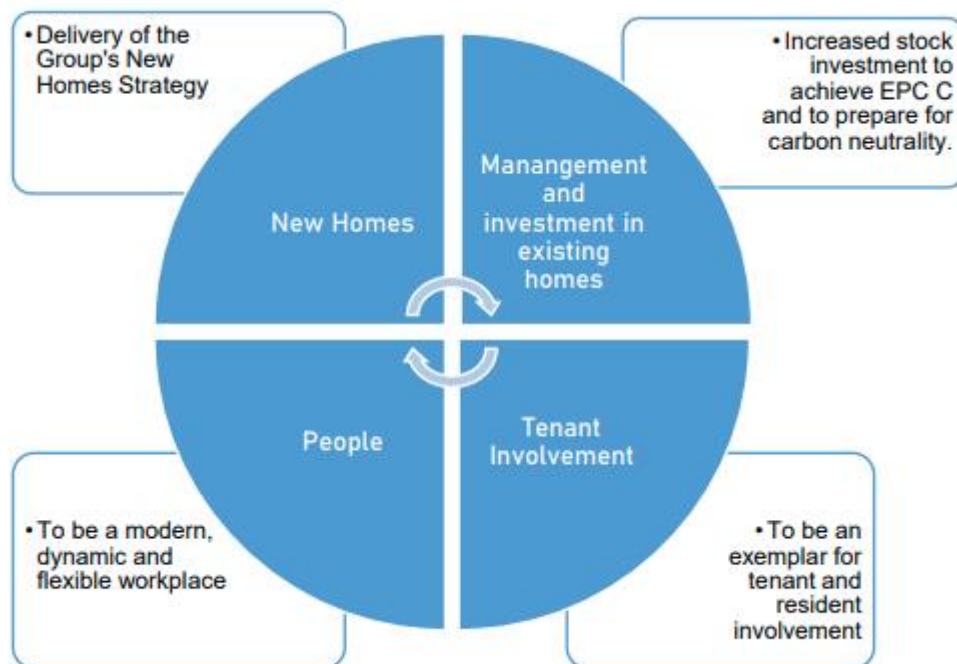 • Delivery of the
Group's New
Homes Strategy
• Increased stock
investment to
achieve EPC C
and to prepare for
carbon neutrality.
New Homes
Manangement
and
investment in
existing
homes
People
Tenant
Involvement
• To be a modern,
dynamic and
flexible workplace
• To be an
exemplar for
tenant and
resident
involvement